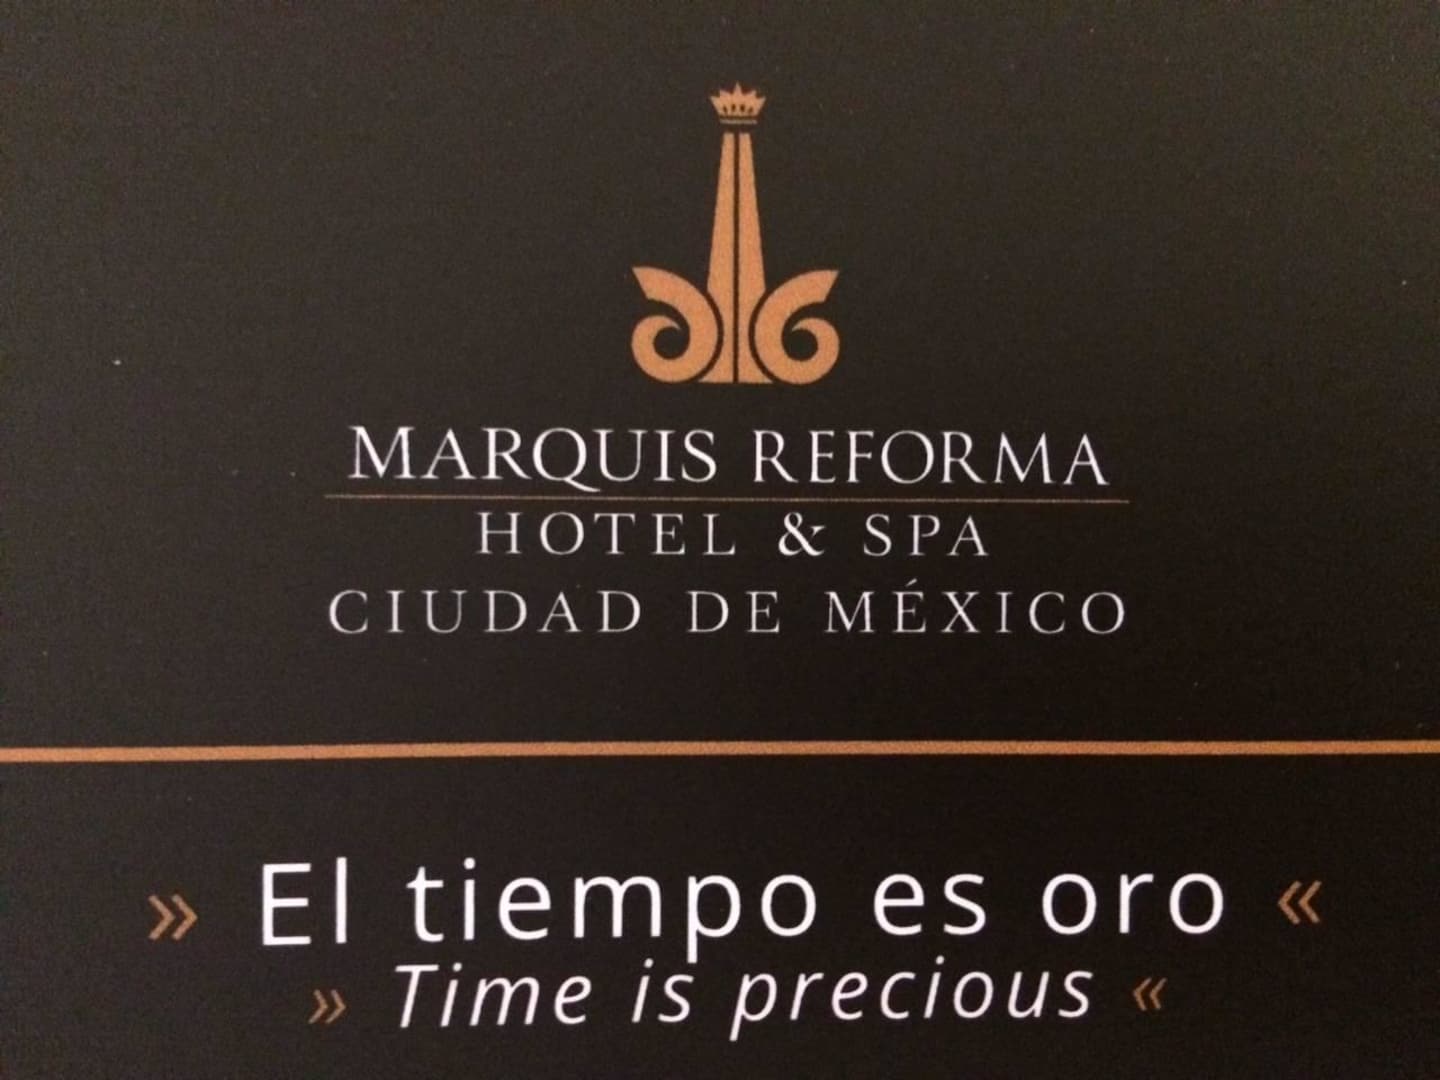 MARQUIS REFORMA
HOTEL & SPA
CIUDAD DE MÉXICO
» El tiempo es oro «
» Time is precious «